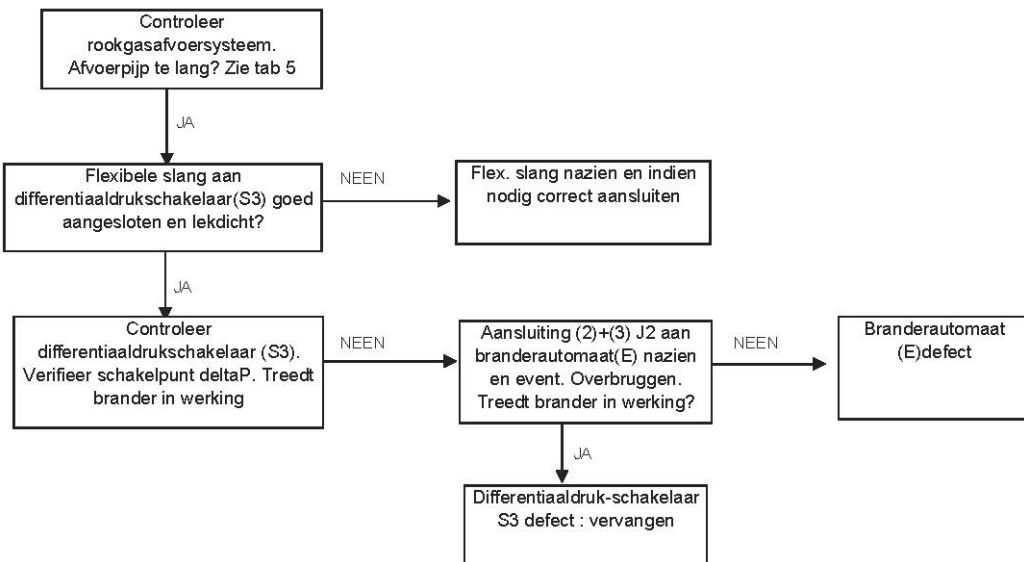 Controleer
rookgasafvoersysteem.
Afvoerpijp te lang? Zie tab 5
JA
Flexibele slang aan
differentiaaldrukschakelaar(S3) goed
aangesloten en lekdicht?
NEEN
Flex. slang nazien en indien
nodig correct aansluiten
JA
Controleer
differentiaaldrukschakelaar (S3).
Verifieer schakelpunt deltaP. Treedt
brander in werking
NEEN
Aansluiting (2)+(3) J2 aan
branderautomaat(E) nazien
en event. Overbruggen.
Treedt brander in werking?
NEEN
Branderautomaat
(E)defect
JA
Differentiaaldruk-schakelaar
S3 defect : vervangen